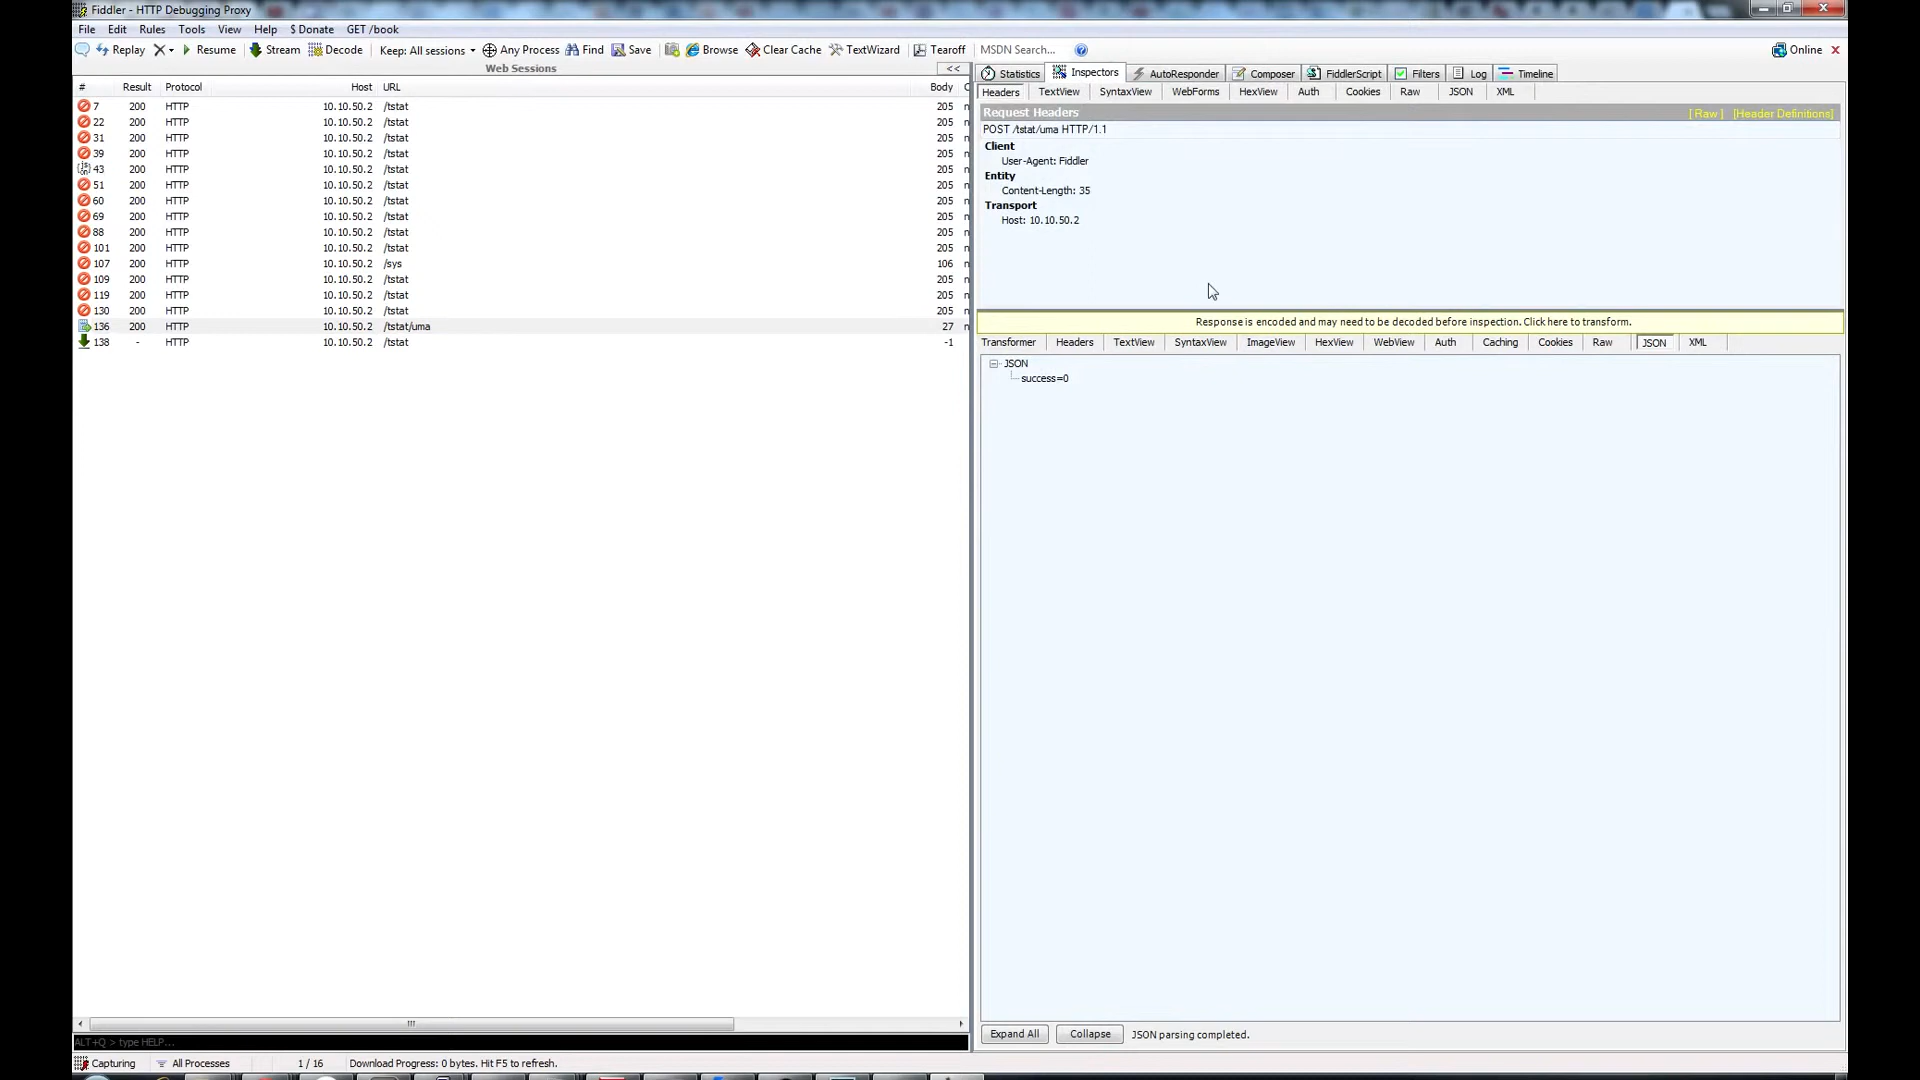 Fiddler - HTTP Debugging Proxy
File Edit Rules Tools View Help $ Donate GET /book
Replay Resume Stream Decode Keep: All sessions Any Process Find Save Browse Clear Cache TextWizard Tearoff MSDN Search... Online
Web Sessions <<
# Result Protocol Host URL Body C
7 200 HTTP 10.10.50.2 /tstat 205 n
22 200 HTTP 10.10.50.2 /tstat 205 n
31 200 HTTP 10.10.50.2 /tstat 205 n
39 200 HTTP 10.10.50.2 /tstat 205 n
43 200 HTTP 10.10.50.2 /tstat 205 n
51 200 HTTP 10.10.50.2 /tstat 205 n
60 200 HTTP 10.10.50.2 /tstat 205 n
69 200 HTTP 10.10.50.2 /tstat 205 n
88 200 HTTP 10.10.50.2 /tstat 205 n
101 200 HTTP 10.10.50.2 /tstat 205 n
107 200 HTTP 10.10.50.2 /sys 106 n
109 200 HTTP 10.10.50.2 /tstat 205 n
119 200 HTTP 10.10.50.2 /tstat 205 n
130 200 HTTP 10.10.50.2 /tstat 205 n
136 200 HTTP 10.10.50.2 /tstat/uma 27 n
138 - HTTP 10.10.50.2 /tstat -1
ALT+Q > type HELP...
Capturing All Processes 1 / 16 Download Progress: 0 bytes. Hit F5 to refresh.
Statistics Inspectors AutoResponder Composer FiddlerScript Filters Log Timeline
Headers TextView SyntaxView WebForms HexView Auth Cookies Raw JSON XML
Request Headers [ Raw ] [Header Definitions]
POST /tstat/uma HTTP/1.1
Client
User-Agent: Fiddler
Entity
Content-Length: 35
Transport
Host: 10.10.50.2
Response is encoded and may need to be decoded before inspection. Click here to transform.
Transformer Headers TextView SyntaxView ImageView HexView WebView Auth Caching Cookies Raw JSON XML
JSON
success=0
Expand All Collapse JSON parsing completed.